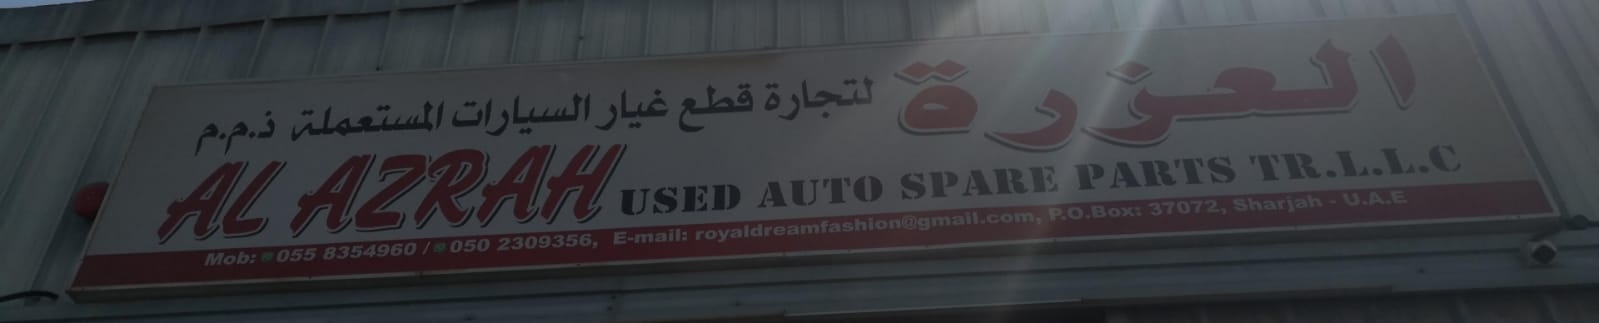 العزرة لتجارة قطع غيار السيارات المستعملة ذ.م.م
AL AZRAH USED AUTO SPARE PARTS TR.L.L.C
Mob: 055 8354960 / 050 2309356, E-mail: royaldreamfashion@gmail.com, P.O.Box: 37072, Sharjah - U.A.E